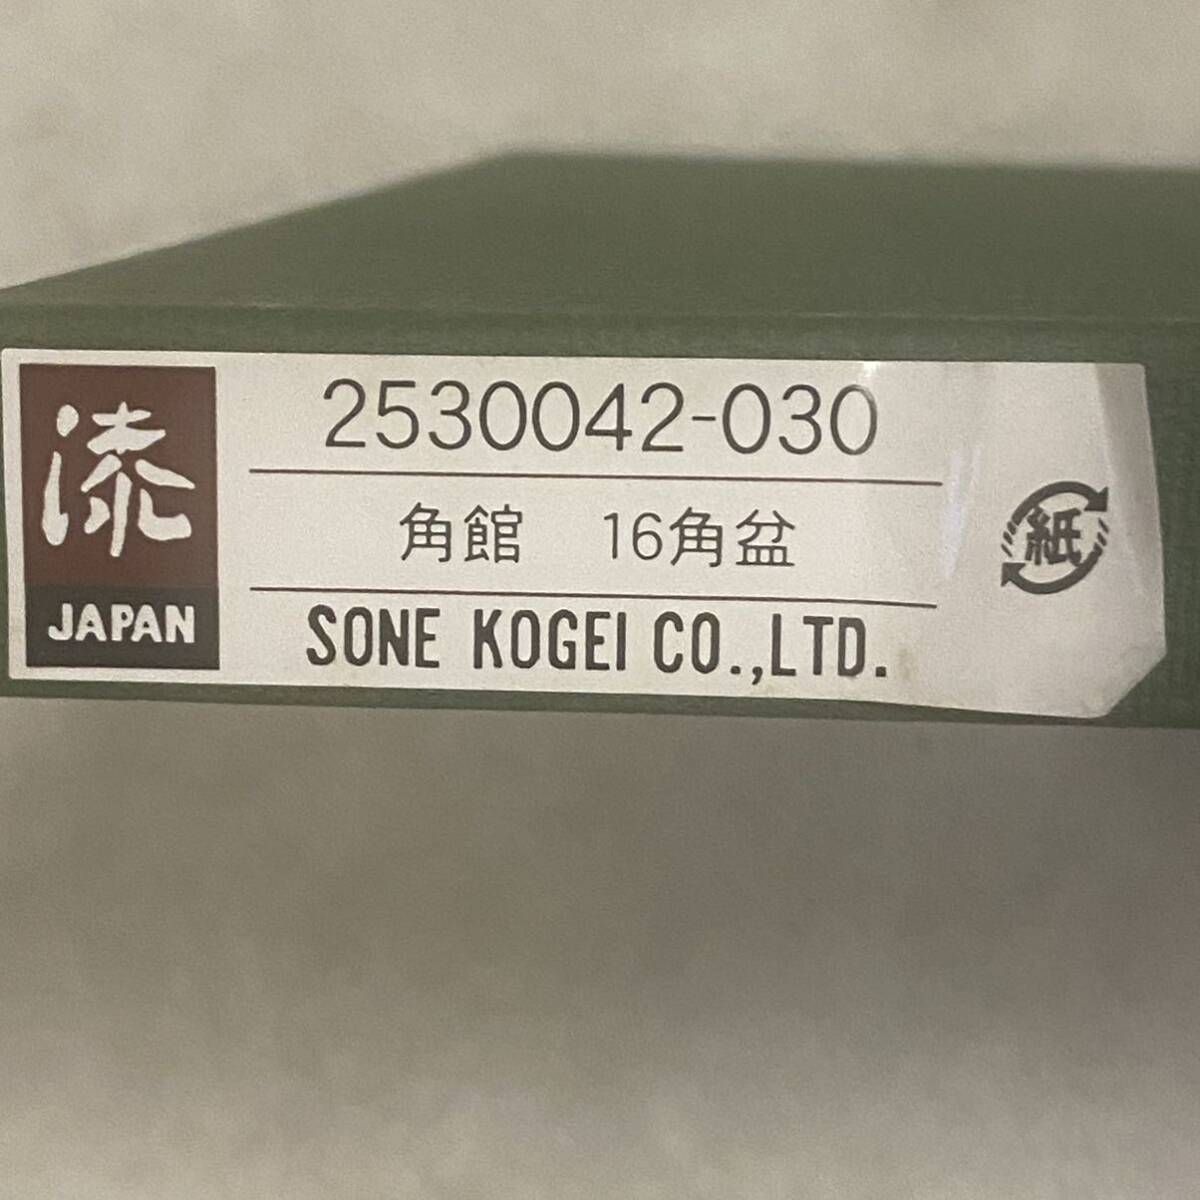 漆
JAPAN
2530042-030
角館 16角盆
SONE KOGEI CO.,LTD.
紙